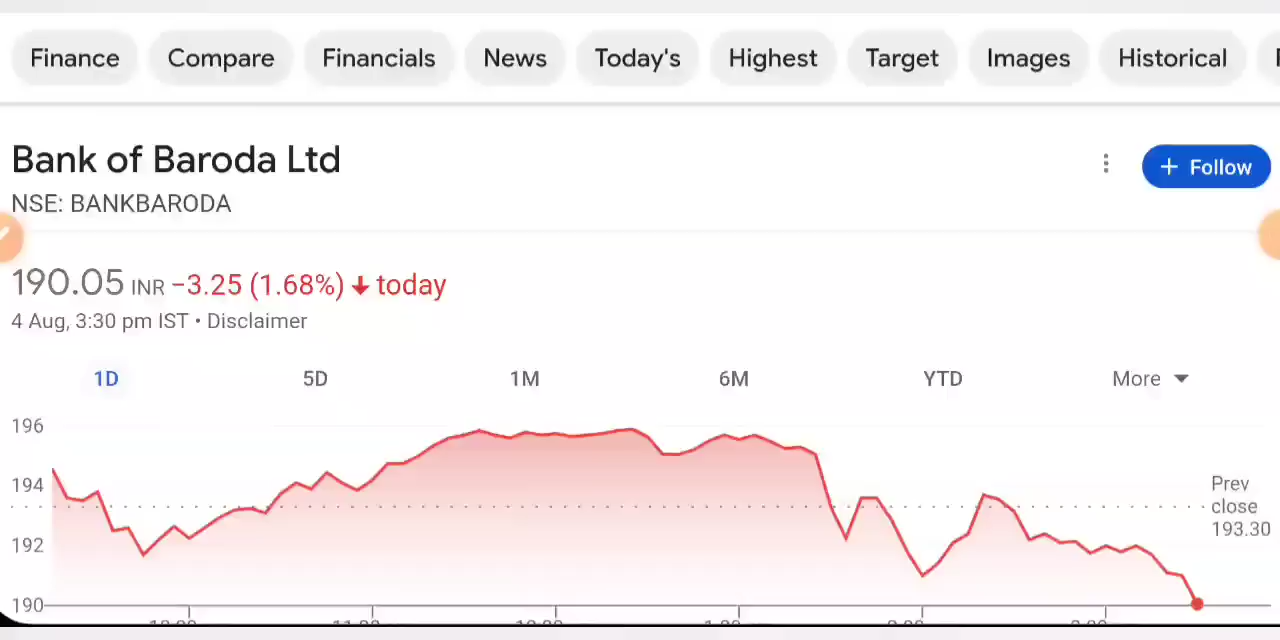 Finance Compare Financials News Today's Highest Target Images Historical
Bank of Baroda Ltd
+ Follow
NSE: BANKBARODA
190.05 INR −3.25 (1.68%) ↓ today
4 Aug, 3:30 pm IST • Disclaimer
1D 5D 1M 6M YTD More
196
194
192
190
Prev
close
193.30